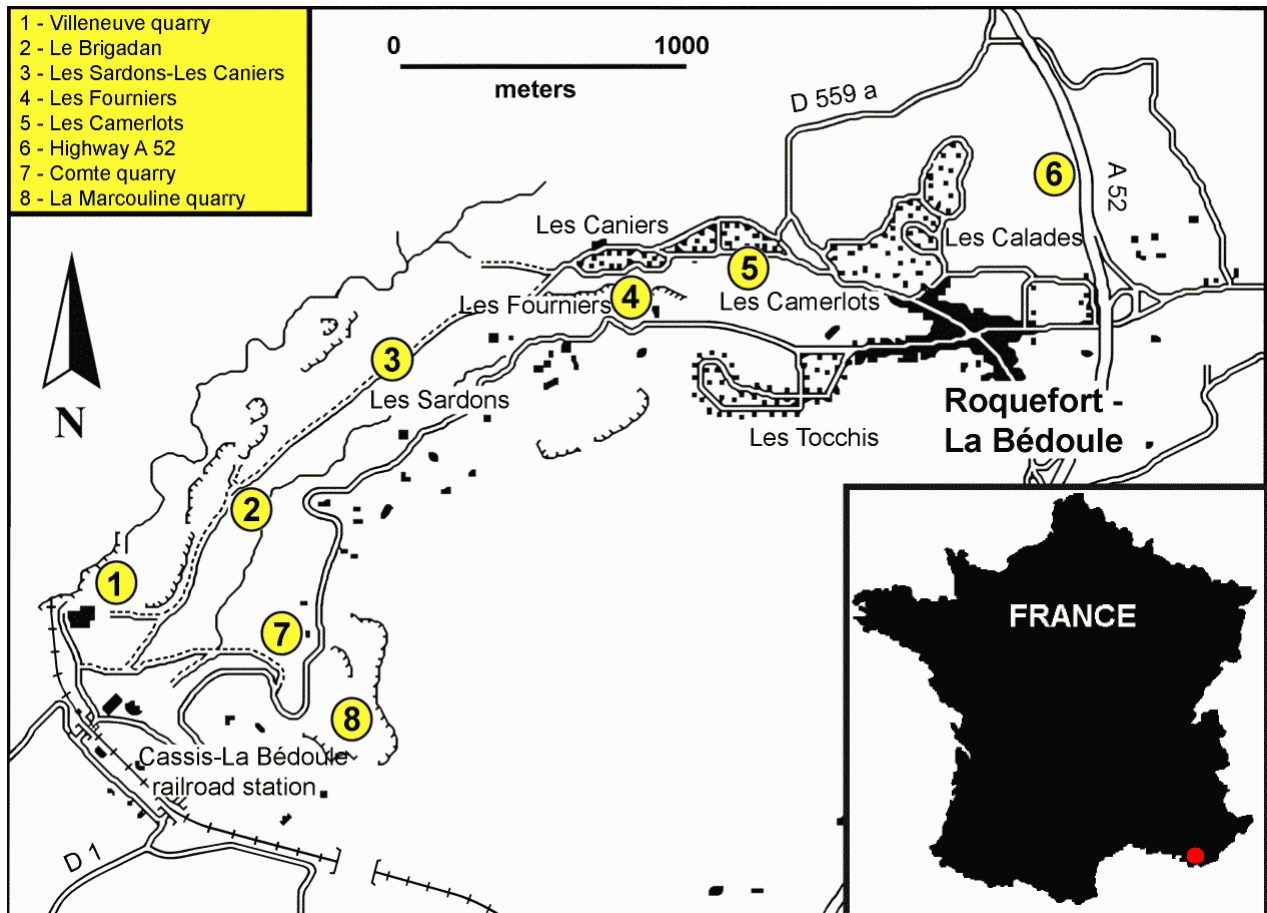 1 - Villeneuve quarry
2 - Le Brigadan
3 - Les Sardons-Les Caniers
4 - Les Fourniers
5 - Les Camerlots
6 - Highway A 52
7 - Comte quarry
8 - La Marcouline quarry
0 1000
meters
D 559 a
A 52
6
Les Caniers
Les Calades
5
4
Les Fourniers
Les Camerlots
N
3
Les Sardons
Roquefort -
La Bédoule
Les Tocchis
2
1
7
8
Cassis-La Bédoule
railroad station
D 1
FRANCE